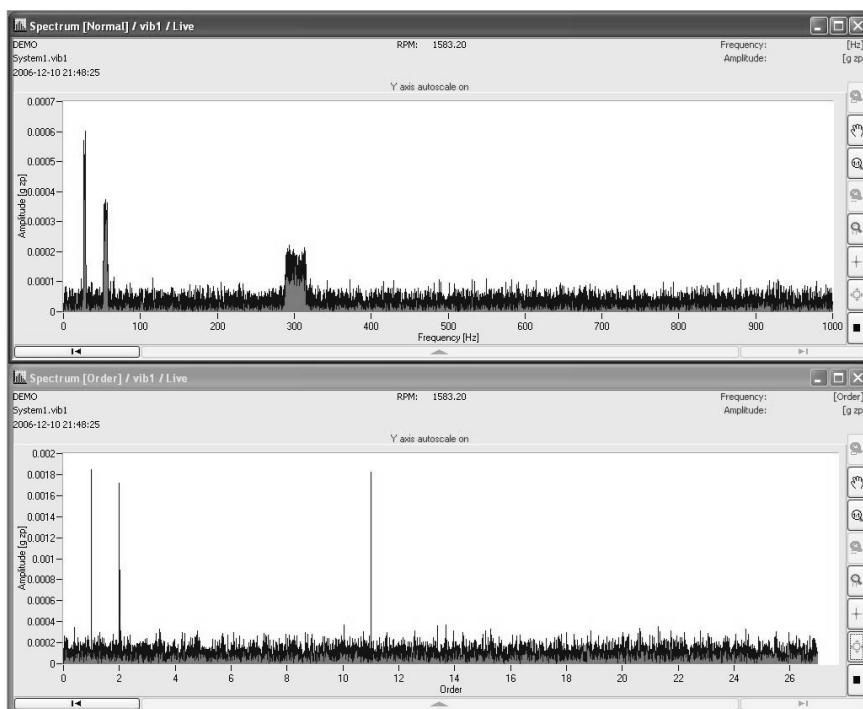 Spectrum [Normal] / vib1 / Live
DEMO RPM: 1583.20 Frequency: [Hz]
System1.vib1 Amplitude: [g zp
2006-12-10 21:48:25
Y axis autoscale on
0.0007
0.0006
0.0005
0.0004
0.0003
0.0002
0.0001
0
Amplitude [g zp]
0 100 200 300 400 500 600 700 800 900 1000
Frequency [Hz]
Spectrum [Order] / vib1 / Live
DEMO RPM: 1583.20 Frequency: [Order]
System1.vib1 Amplitude: [g zp
2006-12-10 21:48:25
Y axis autoscale on
0.002
0.0018
0.0016
0.0014
0.0012
0.001
0.0008
0.0006
0.0004
0.0002
0
Amplitude [g zp]
0 2 4 6 8 10 12 14 16 18 20 22 24 26
Order